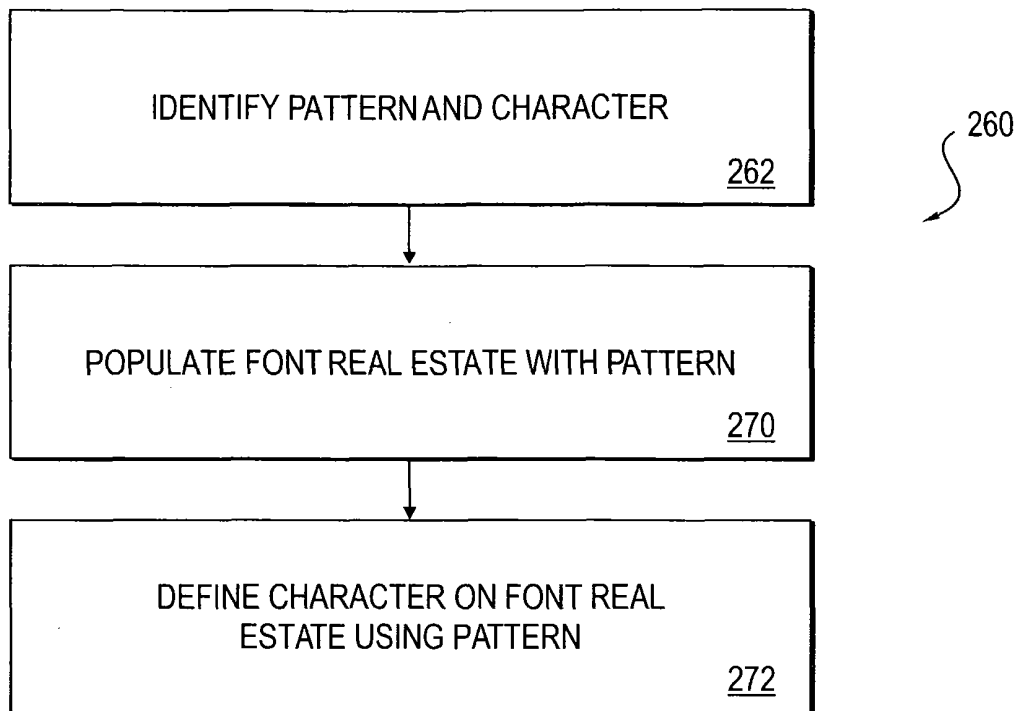 IDENTIFY PATTERN AND CHARACTER
262
260
POPULATE FONT REAL ESTATE WITH PATTERN
270
DEFINE CHARACTER ON FONT REAL
ESTATE USING PATTERN
272